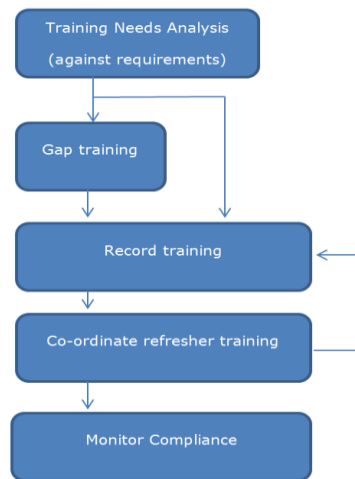 Training Needs Analysis
(against requirements)
Gap training
Record training
Co-ordinate refresher training
Monitor Compliance